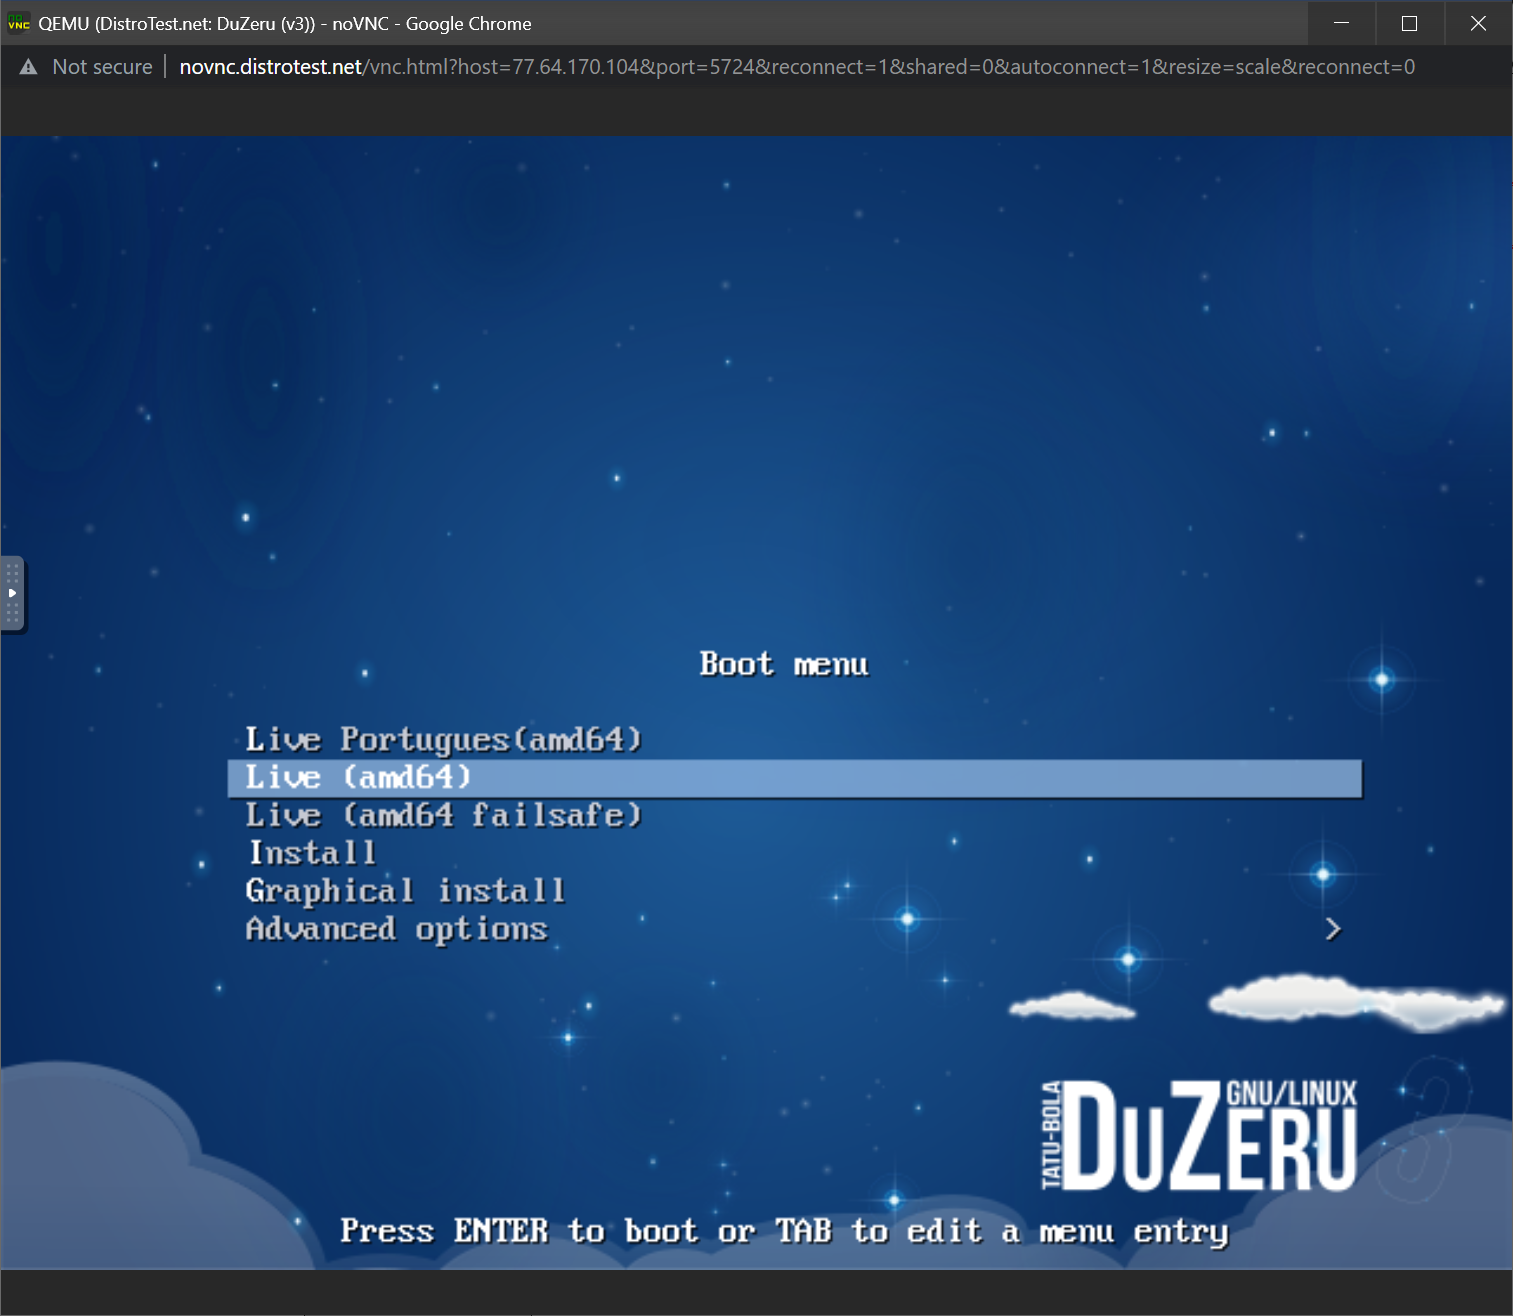 QEMU (DistroTest.net: DuZeru (v3)) - noVNC - Google Chrome
Not secure | novnc.distrotest.net/vnc.html?host=77.64.170.104&port=5724&reconnect=1&shared=0&autoconnect=1&resize=scale&reconnect=0
Boot menu
Live Portugues(amd64)
Live (amd64)
Live (amd64 failsafe)
Install
Graphical install
Advanced options >
TATU-BOLA
DUZERU
GNU/LINUX
3
Press ENTER to boot or TAB to edit a menu entry